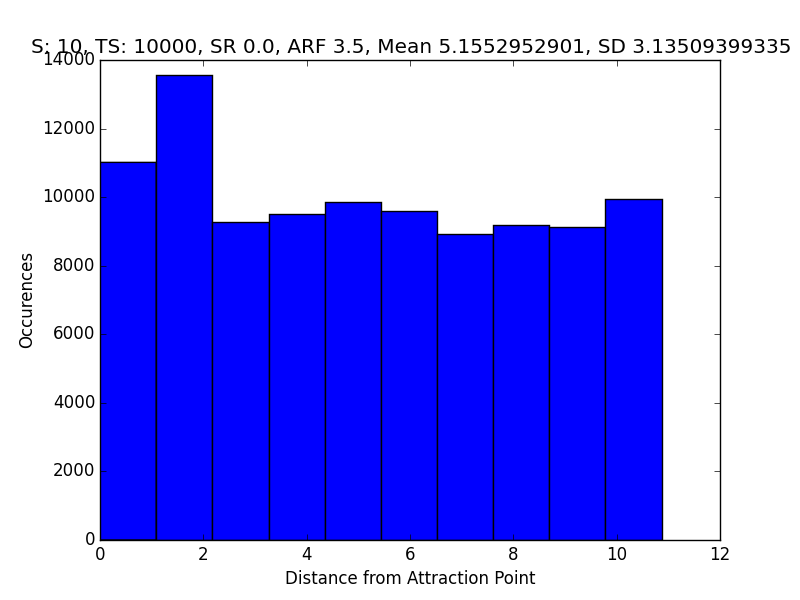 S: 10, TS: 10000, SR 0.0, ARF 3.5, Mean 5.1552952901, SD 3.13509399335
14000
12000
10000
8000
6000
4000
2000
0
Occurences
0 2 4 6 8 10 12
Distance from Attraction Point